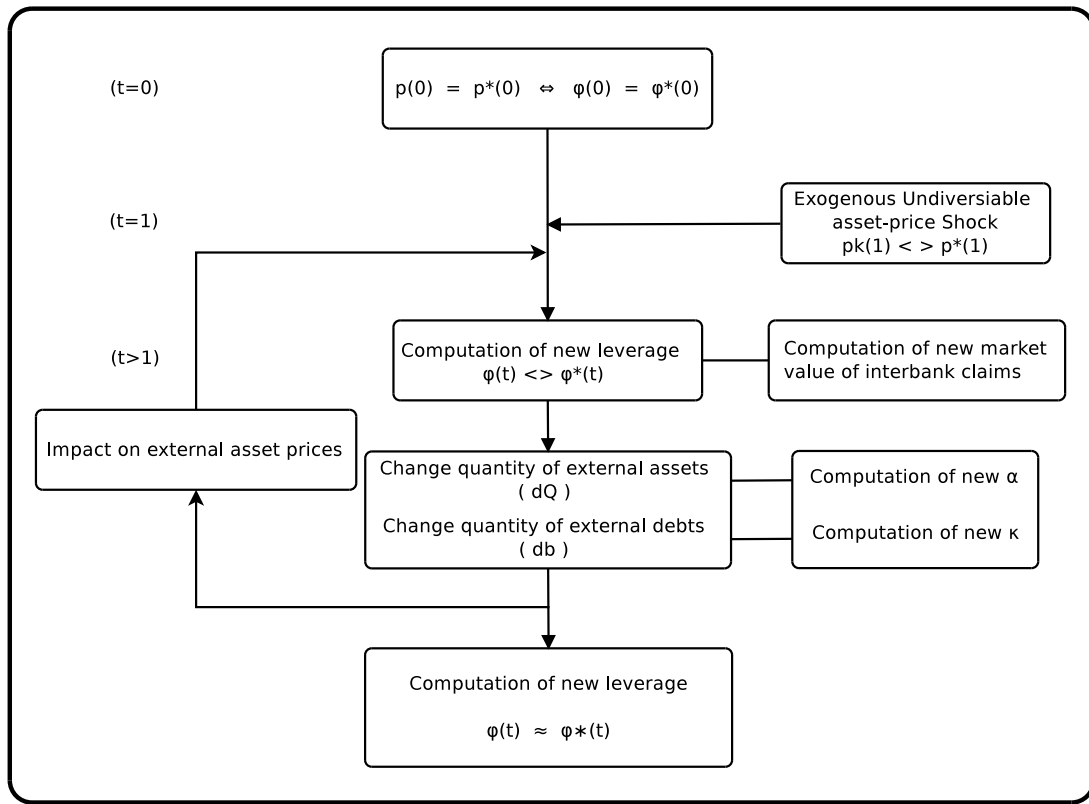 (t=0)
p(0) = p*(0) ⇔ φ(0) = φ*(0)
(t=1)
Exogenous Undiversiable
asset-price Shock
pk(1) < > p*(1)
(t>1)
Computation of new leverage
φ(t) <> φ*(t)
Computation of new market
value of interbank claims
Impact on external asset prices
Change quantity of external assets
( dQ )
Change quantity of external debts
( db )
Computation of new α
Computation of new κ
Computation of new leverage
φ(t) ≈ φ∗(t)